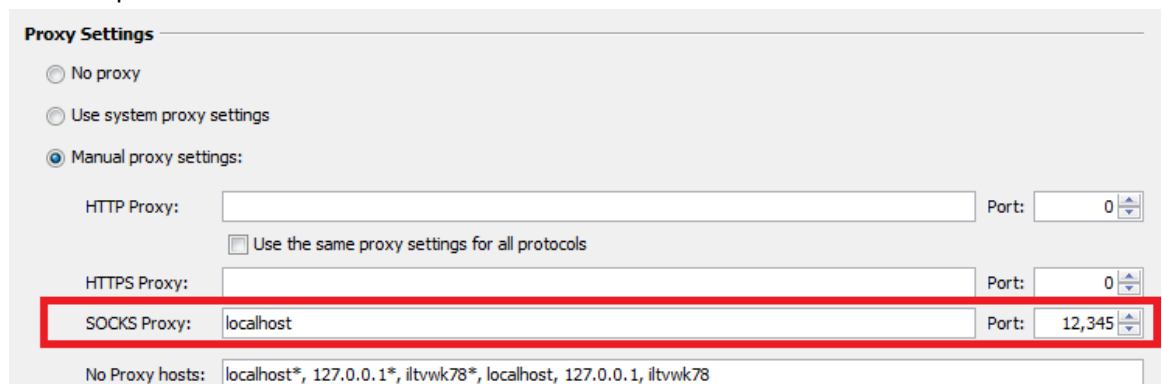 Proxy Settings
No proxy
Use system proxy settings
Manual proxy settings:
HTTP Proxy: Port: 0
Use the same proxy settings for all protocols
HTTPS Proxy: Port: 0
SOCKS Proxy: localhost Port: 12,345
No Proxy hosts: localhost*, 127.0.0.1*, iltvwk78*, localhost, 127.0.0.1, iltvwk78